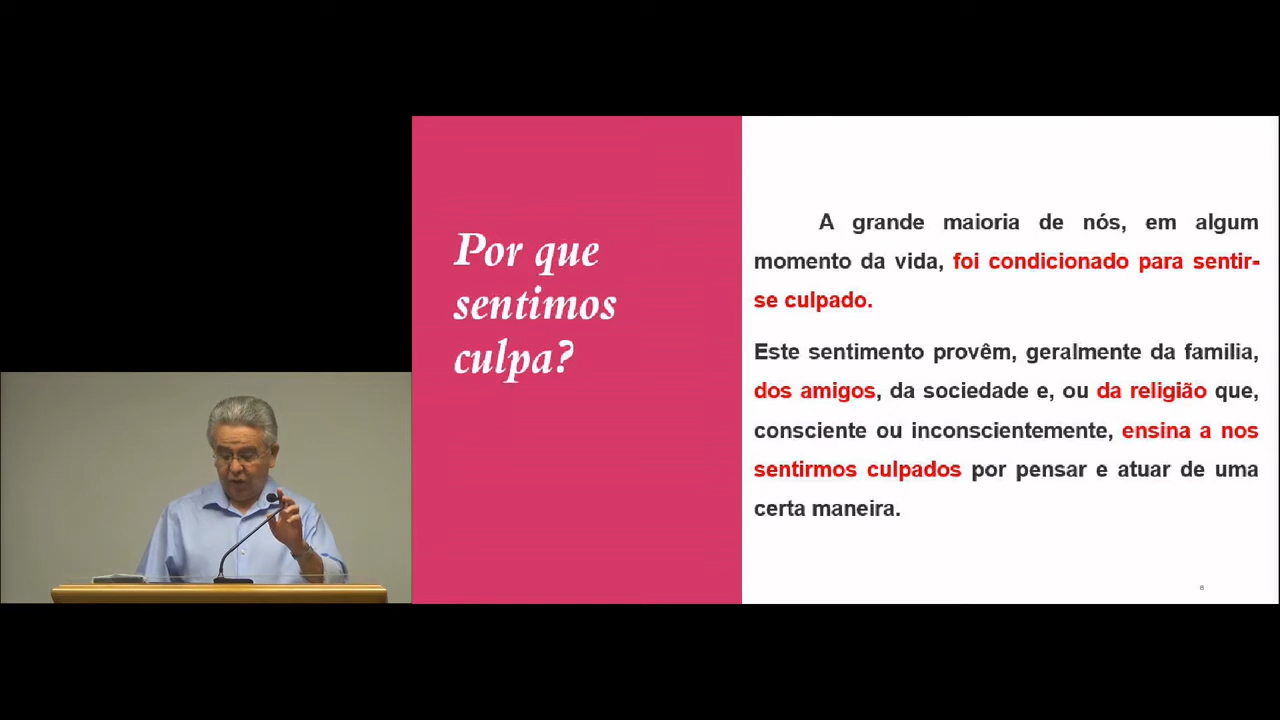 Por que
sentimos
culpa?
A grande maioria de nós, em algum
momento da vida, foi condicionado para sentir-
se culpado.
Este sentimento provêm, geralmente da familia,
dos amigos, da sociedade e, ou da religião que,
consciente ou inconscientemente, ensina a nos
sentirmos culpados por pensar e atuar de uma
certa maneira.
6